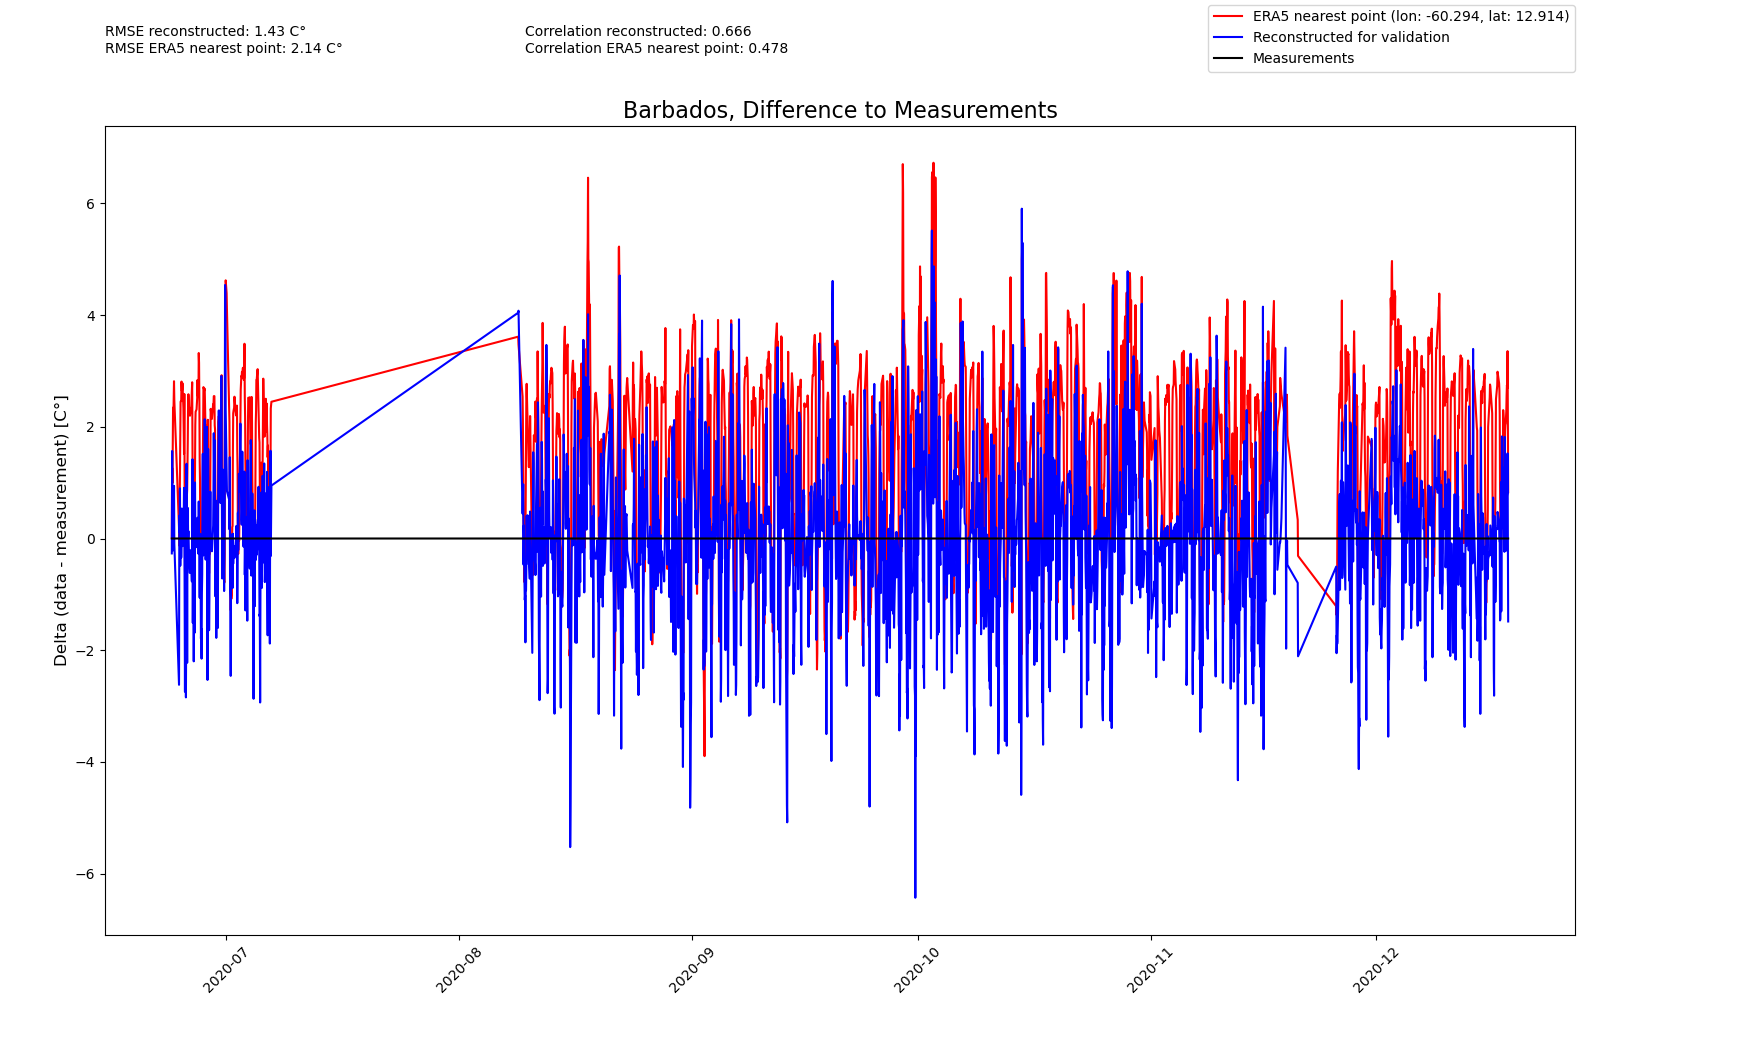 RMSE reconstructed: 1.43 C°
RMSE ERA5 nearest point: 2.14 C°
Correlation reconstructed: 0.666
Correlation ERA5 nearest point: 0.478
ERA5 nearest point (lon: -60.294, lat: 12.914)
Reconstructed for validation
Measurements
Barbados, Difference to Measurements
Delta (data - measurement) [C°]
6
4
2
0
−2
−4
−6
2020-07
2020-08
2020-09
2020-10
2020-11
2020-12